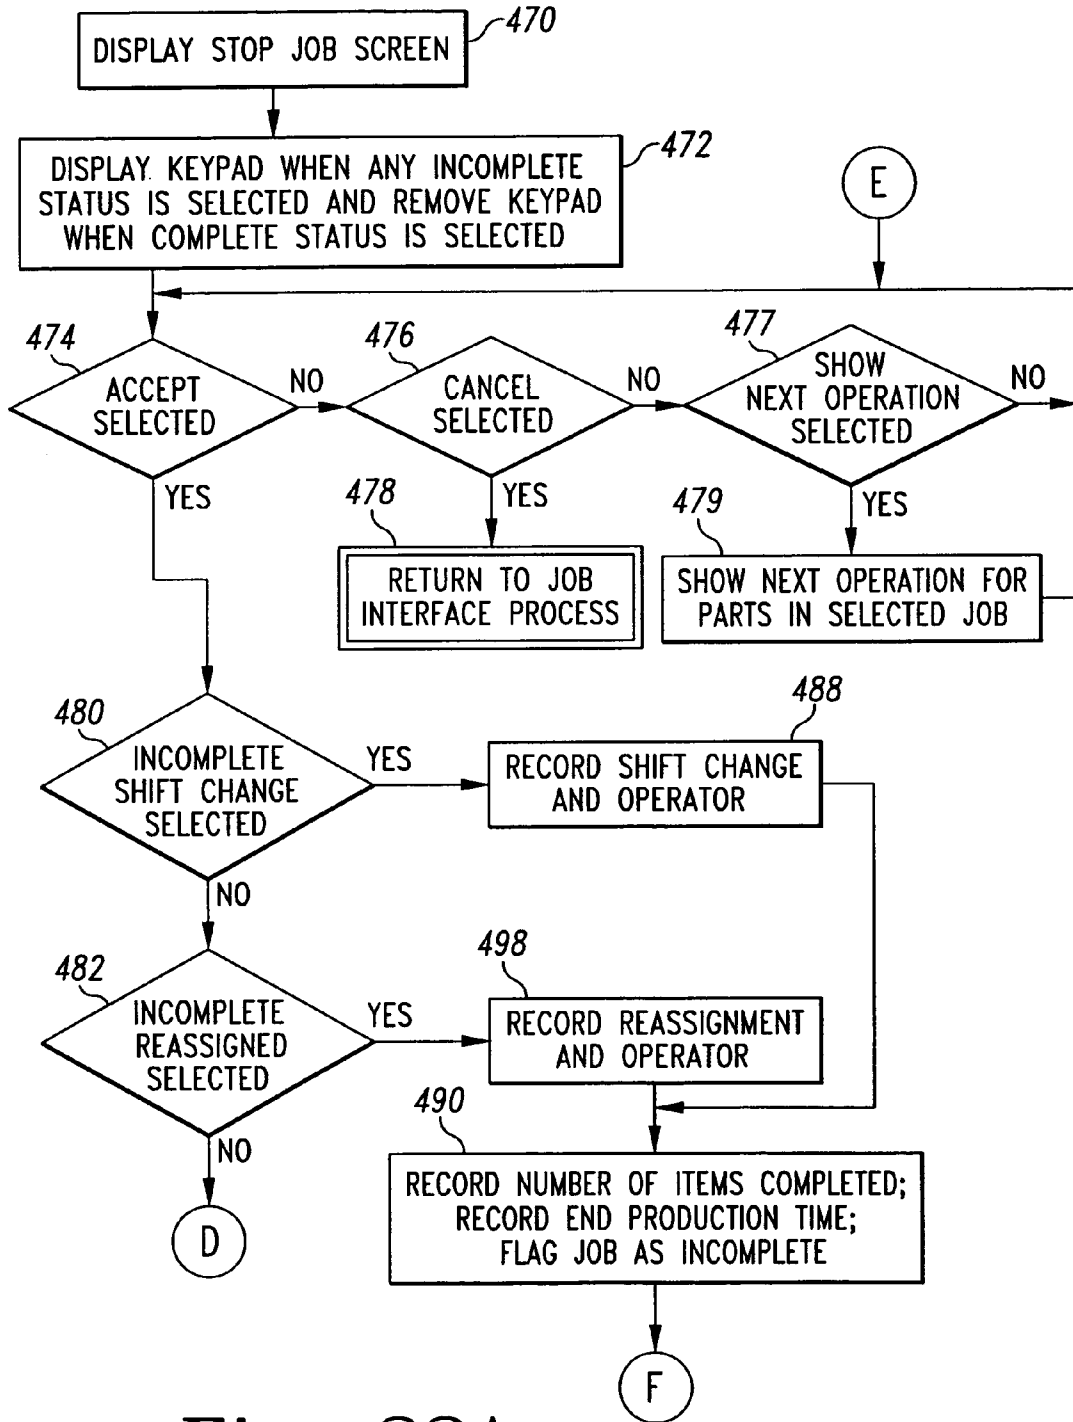 470
DISPLAY STOP JOB SCREEN
472
DISPLAY KEYPAD WHEN ANY INCOMPLETE
STATUS IS SELECTED AND REMOVE KEYPAD
WHEN COMPLETE STATUS IS SELECTED
E
474
ACCEPT
SELECTED
NO
YES
476
CANCEL
SELECTED
NO
YES
477
SHOW
NEXT OPERATION
SELECTED
NO
YES
478
RETURN TO JOB
INTERFACE PROCESS
479
SHOW NEXT OPERATION FOR
PARTS IN SELECTED JOB
480
INCOMPLETE
SHIFT CHANGE
SELECTED
YES
NO
488
RECORD SHIFT CHANGE
AND OPERATOR
482
INCOMPLETE
REASSIGNED
SELECTED
YES
NO
498
RECORD REASSIGNMENT
AND OPERATOR
490
RECORD NUMBER OF ITEMS COMPLETED;
RECORD END PRODUCTION TIME;
FLAG JOB AS INCOMPLETE
D
F